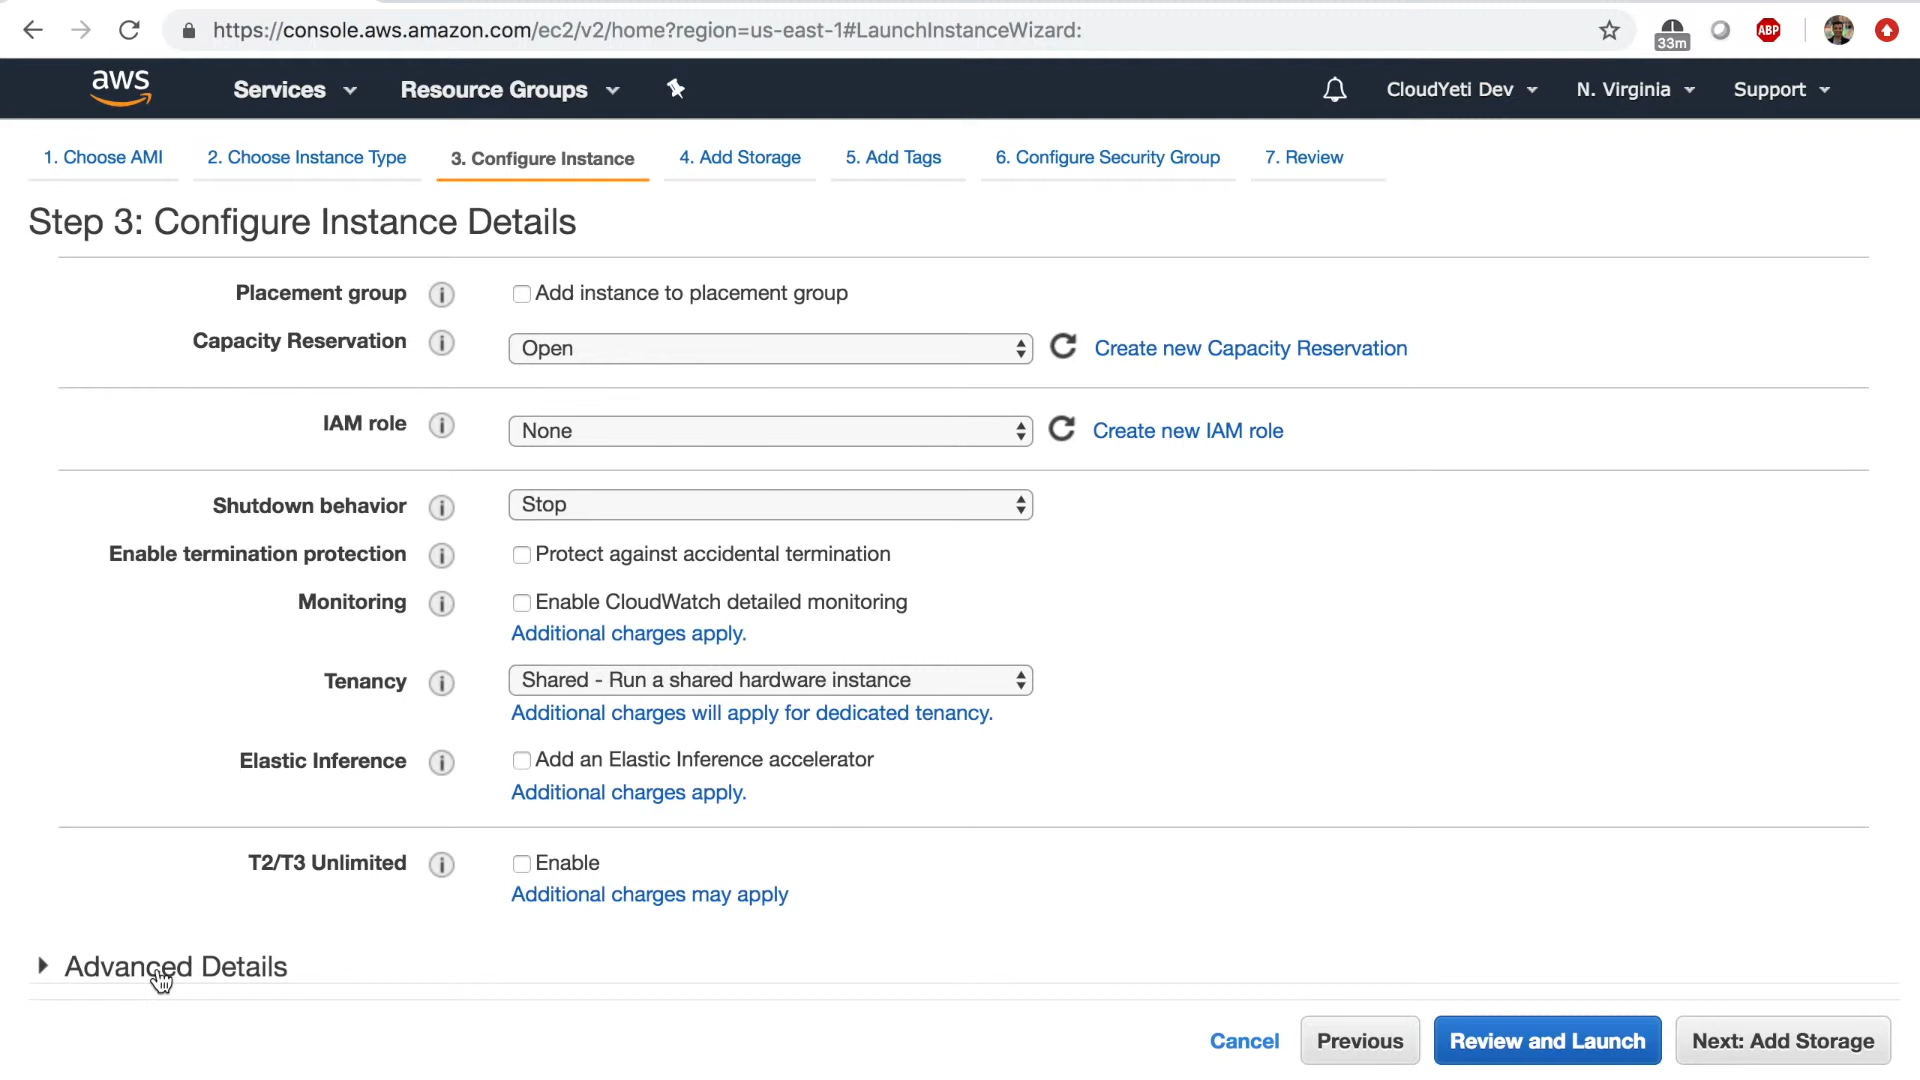 https://console.aws.amazon.com/ec2/v2/home?region=us-east-1#LaunchInstanceWizard:
33m
ABP
aws
Services
Resource Groups
CloudYeti Dev
N. Virginia
Support
1. Choose AMI
2. Choose Instance Type
3. Configure Instance
4. Add Storage
5. Add Tags
6. Configure Security Group
7. Review
Step 3: Configure Instance Details
Placement group
Add instance to placement group
Capacity Reservation
Open
Create new Capacity Reservation
IAM role
None
Create new IAM role
Shutdown behavior
Stop
Enable termination protection
Protect against accidental termination
Monitoring
Enable CloudWatch detailed monitoring
Additional charges apply.
Tenancy
Shared - Run a shared hardware instance
Additional charges will apply for dedicated tenancy.
Elastic Inference
Add an Elastic Inference accelerator
Additional charges apply.
T2/T3 Unlimited
Enable
Additional charges may apply
Advanced Details
Cancel
Previous
Review and Launch
Next: Add Storage